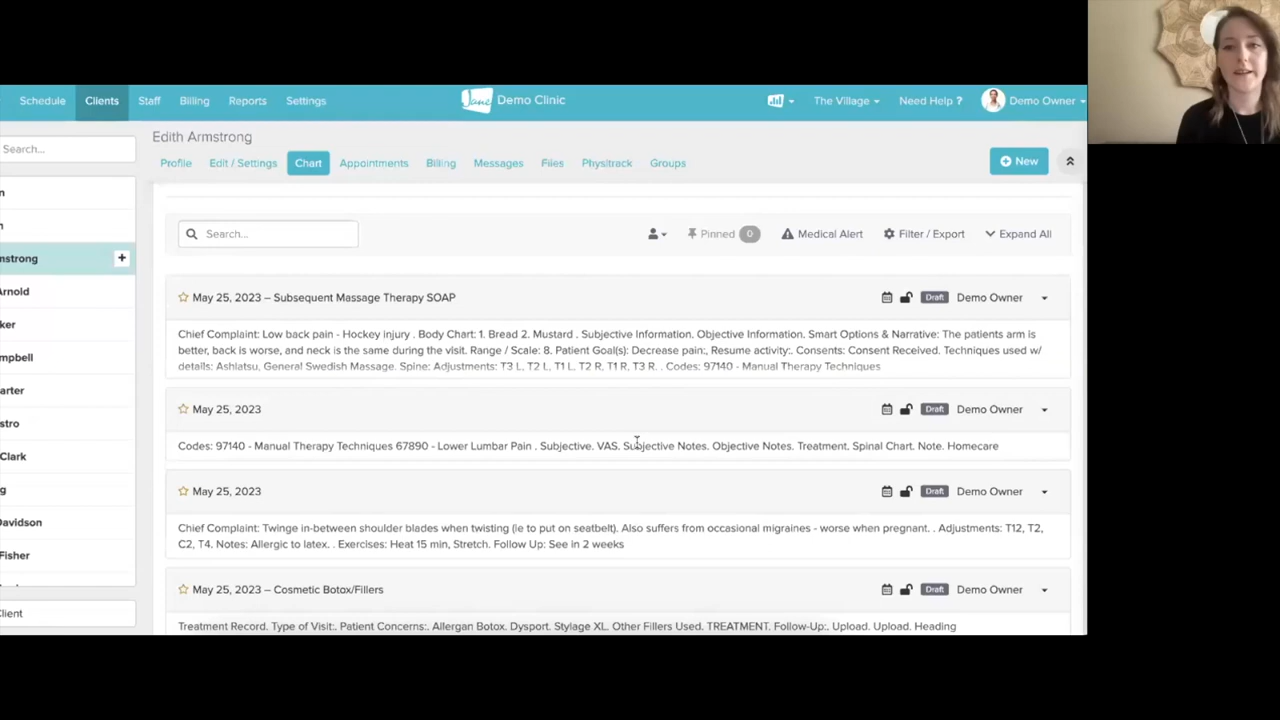 Schedule Clients Staff Billing Reports Settings Jane Demo Clinic The Village Need Help ? Demo Owner
Edith Armstrong
Search...
Profile Edit / Settings Chart Appointments Billing Messages Files Physitrack Groups New
n
n
mstrong +
Arnold
ker
mpbell
arter
stro
Clark
g
Davidson
Fisher
Client
Search... Pinned 0 Medical Alert Filter / Export Expand All
May 25, 2023 – Subsequent Massage Therapy SOAP Draft Demo Owner
Chief Complaint: Low back pain - Hockey injury . Body Chart: 1. Bread 2. Mustard . Subjective Information. Objective Information. Smart Options & Narrative: The patients arm is
better, back is worse, and neck is the same during the visit. Range / Scale: 8. Patient Goal(s): Decrease pain:, Resume activity:. Consents: Consent Received. Techniques used w/
details: Ashiatsu, General Swedish Massage. Spine: Adjustments: T3 L, T2 L, T1 L, T2 R, T1 R, T3 R. . Codes: 97140 - Manual Therapy Techniques
May 25, 2023 Draft Demo Owner
Codes: 97140 - Manual Therapy Techniques 67890 - Lower Lumbar Pain . Subjective. VAS. Subjective Notes. Objective Notes. Treatment. Spinal Chart. Note. Homecare
May 25, 2023 Draft Demo Owner
Chief Complaint: Twinge in-between shoulder blades when twisting (ie to put on seatbelt). Also suffers from occasional migraines - worse when pregnant. . Adjustments: T12, T2,
C2, T4. Notes: Allergic to latex. . Exercises: Heat 15 min, Stretch. Follow Up: See in 2 weeks
May 25, 2023 – Cosmetic Botox/Fillers Draft Demo Owner
Treatment Record. Type of Visit:. Patient Concerns:. Allergan Botox. Dysport. Stylage XL. Other Fillers Used. TREATMENT. Follow-Up:. Upload. Upload. Heading